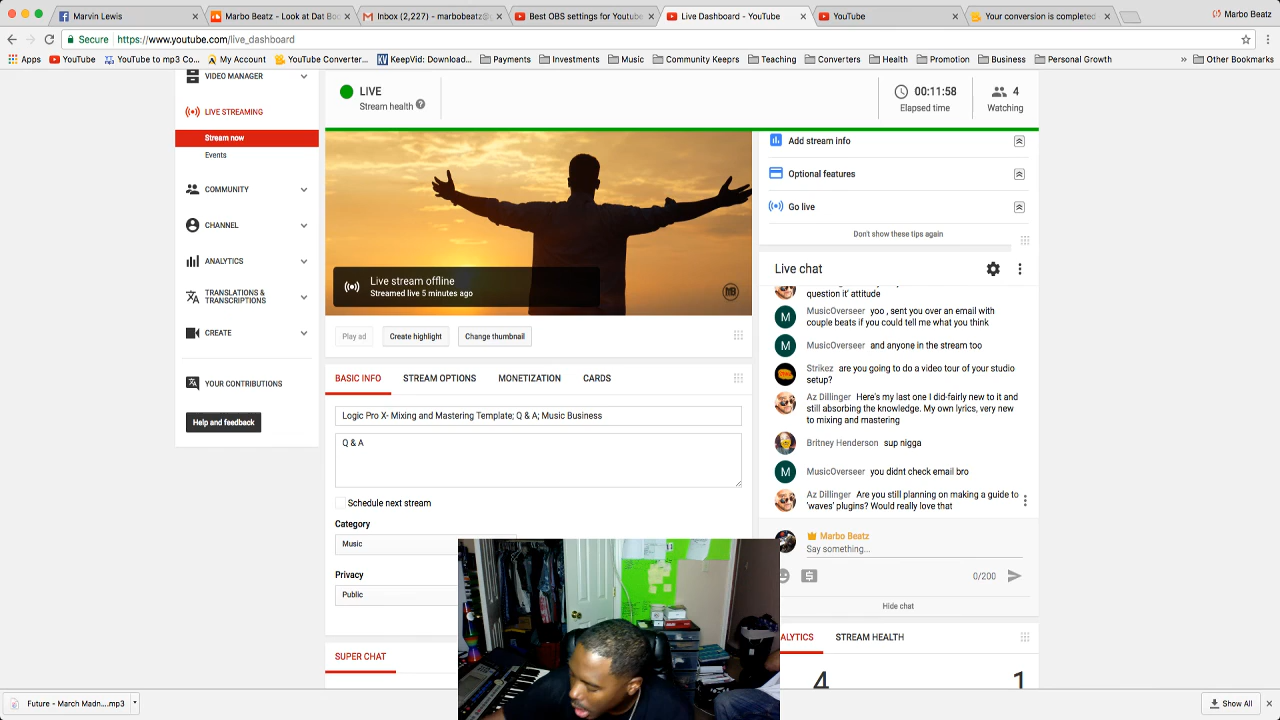 Marvin Lewis
Marbo Beatz - Look at Dat Boo
Inbox (2,227) - marbobeatz@g
Best OBS settings for Youtube
Live Dashboard - YouTube
YouTube
Your conversion is completed
Marbo Beatz
Secure https://www.youtube.com/live_dashboard
Apps YouTube YouTube to mp3 Co... My Account YouTube KeepVid: Download... Payments Investments Music Community Keeprs Teaching Converters Health Promotion Business Personal Growth » Other Bookmarks
VIDEO MANAGER
LIVE STREAMING
Stream now
Events
COMMUNITY
CHANNEL
ANALYTICS
TRANSLATIONS &
TRANSCRIPTIONS
CREATE
YOUR CONTRIBUTIONS
Help and feedback
LIVE
Stream health ?
00:11:58
Elapsed time
4
Watching
Live stream offline
Streamed live 5 minutes ago
MB
Play ad Create highlight Change thumbnail
BASIC INFO STREAM OPTIONS MONETIZATION CARDS
Logic Pro X- Mixing and Mastering Template; Q & A; Music Business
Q & A
Schedule next stream
Category
Music
Privacy
Public
SUPER CHAT
Add stream info
Optional features
Go live
Don't show these tips again
Live chat
question it' attitude
MusicOverseer yoo , sent you over an email with
couple beats if you could tell me what you think
MusicOverseer and anyone in the stream too
Strikez are you going to do a video tour of your studio
setup?
Az Dillinger Here's my last one I did-fairly new to it and
still absorbing the knowledge. My own lyrics, very new
to mixing and mastering
Britney Henderson sup nigga
MusicOverseer you didnt check email bro
Az Dillinger Are you still planning on making a guide to
'waves' plugins? Would really love that
M
M
M
Marbo Beatz
Say something...
0/200
Hide chat
ALYTICS STREAM HEALTH
4 1
Future - March Madn....mp3
Show All